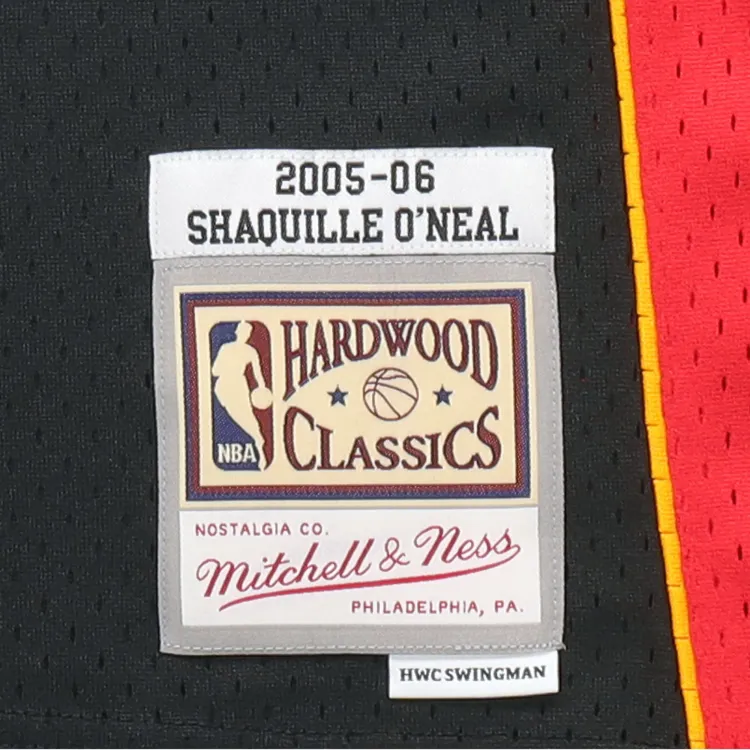 2005-06
SHAQUILLE O'NEAL
HARDWOOD
CLASSICS
NBA
NOSTALGIA CO.
Mitchell & Ness
PHILADELPHIA, PA.
HWC SWINGMAN